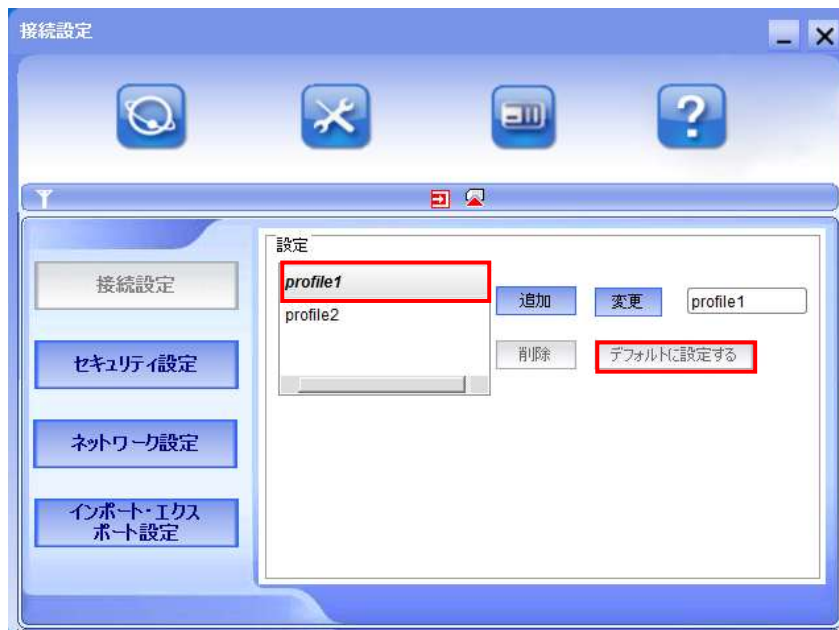 接続設定
設定
接続設定
profile1
profile2
追加
変更
profile1
削除
デフォルトに設定する
セキュリティ設定
ネットワーク設定
インポート・エクス
ポート設定